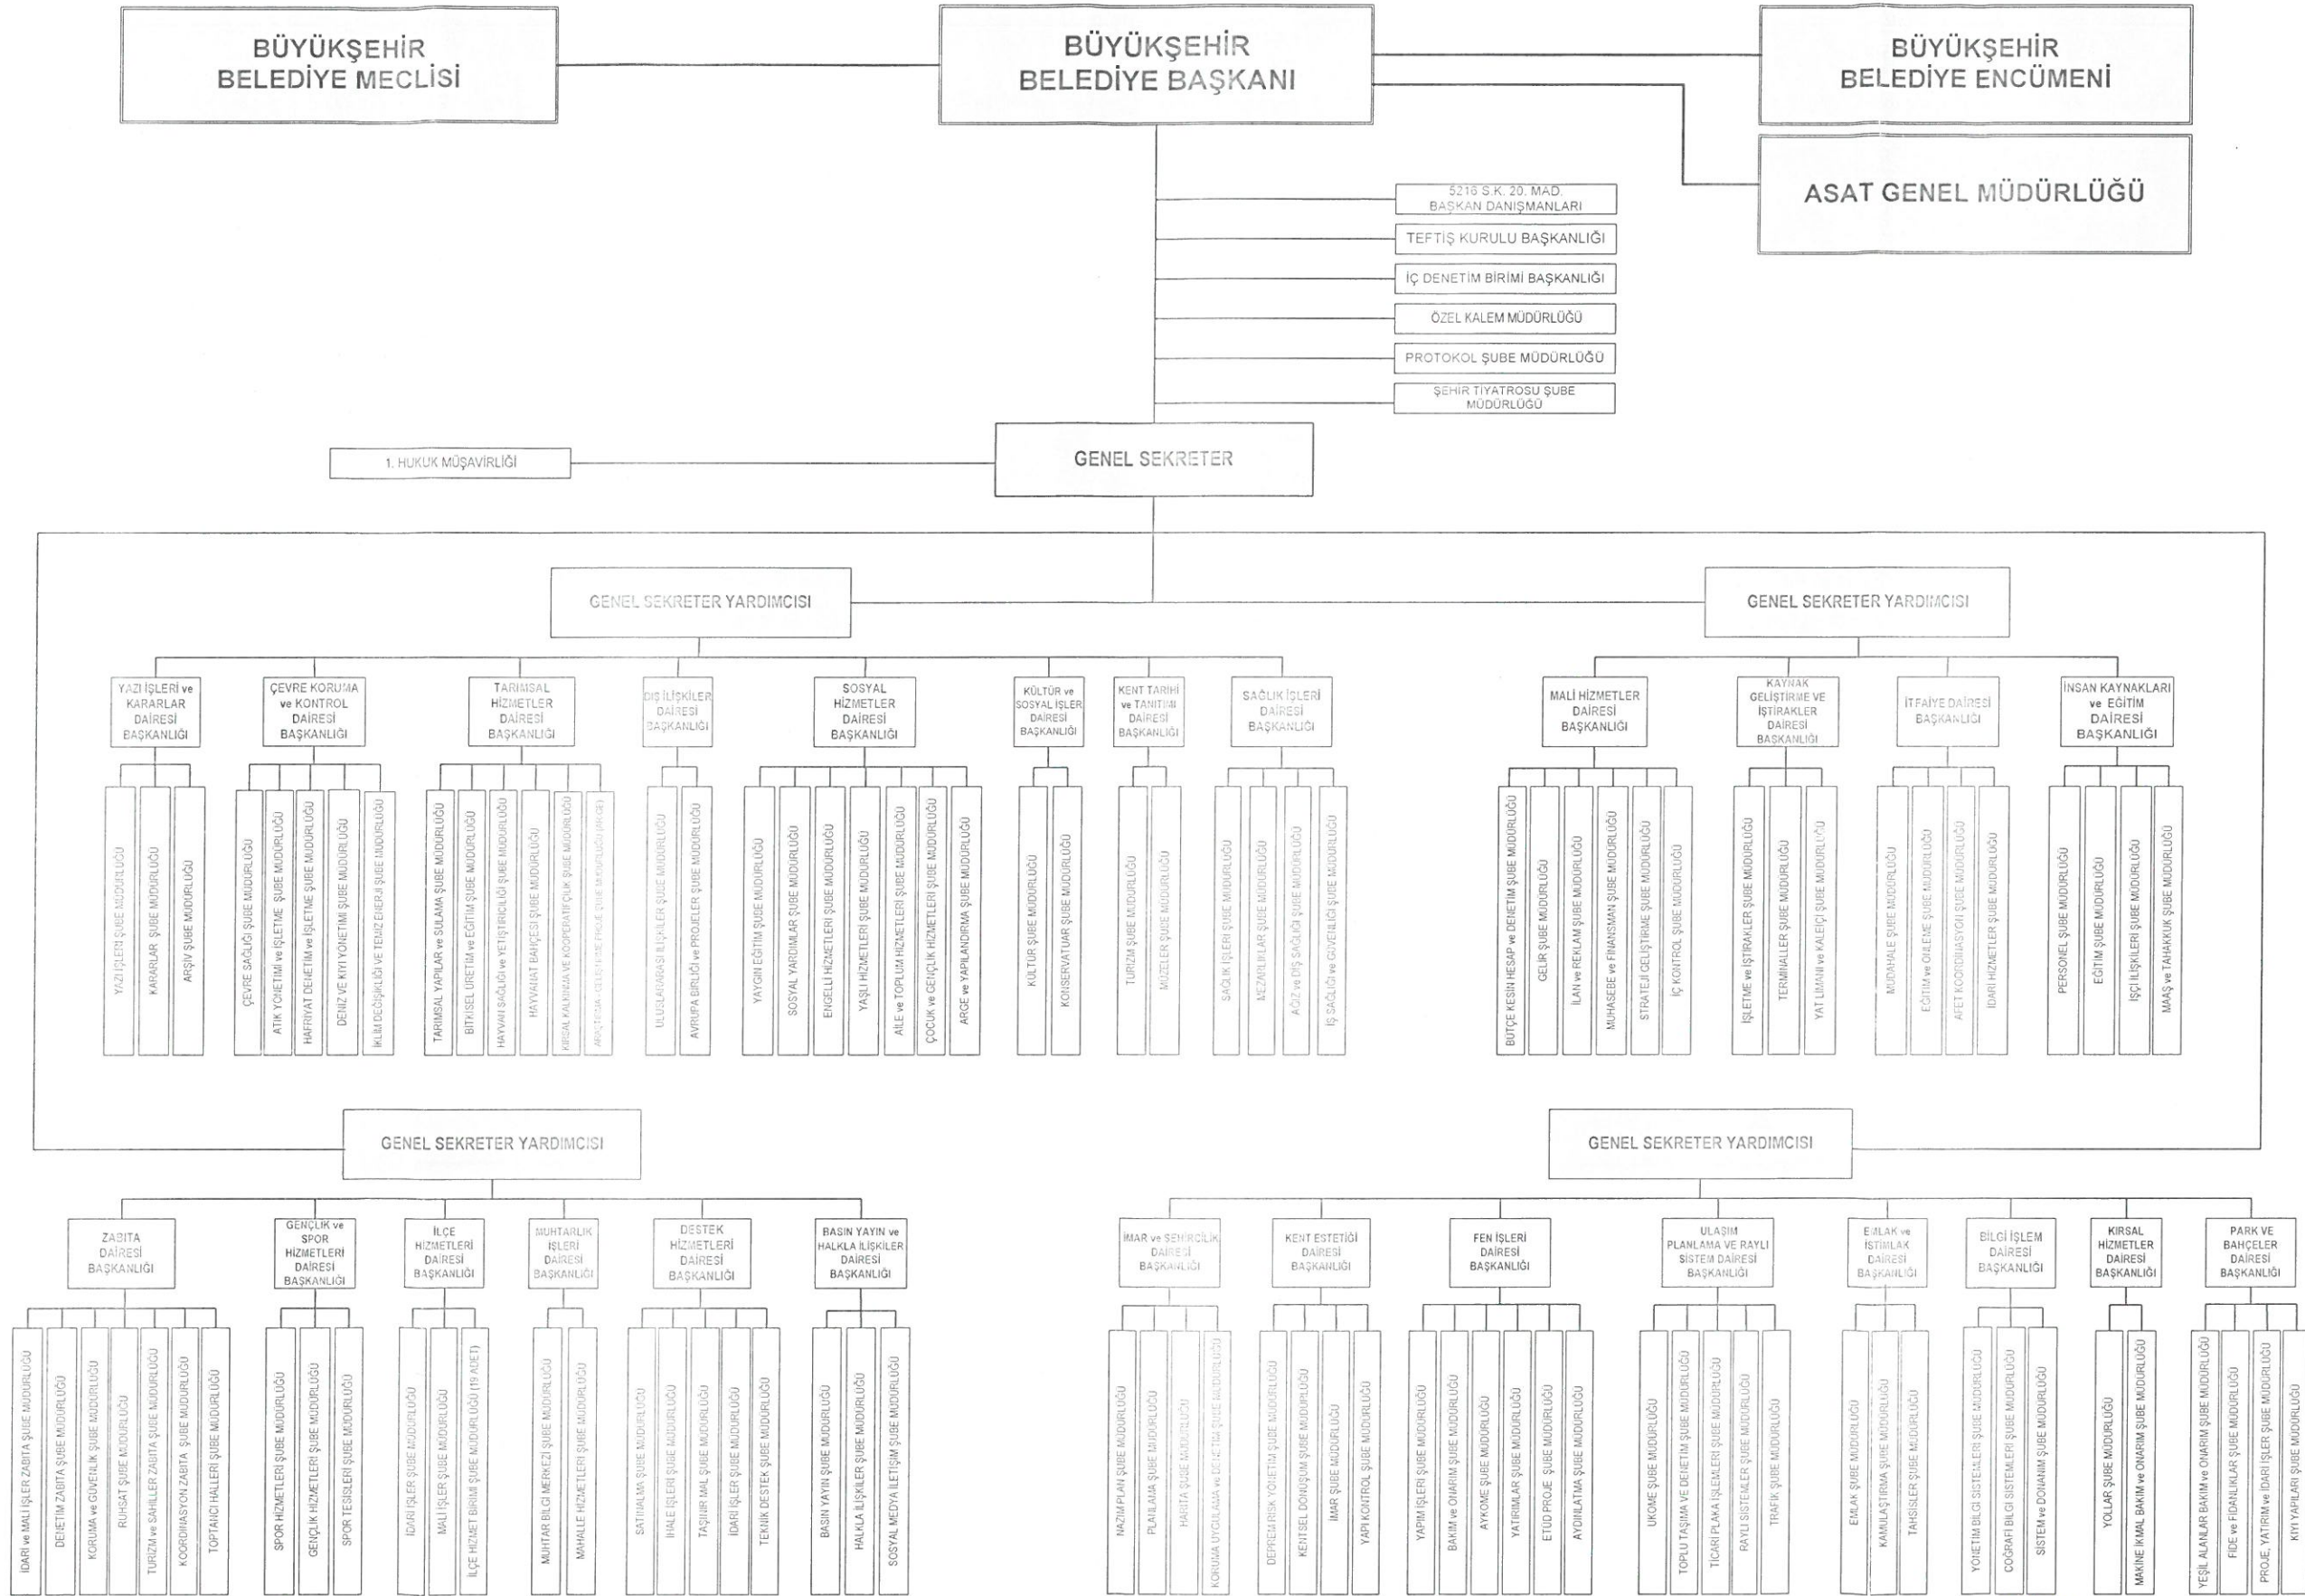 BÜYÜKŞEHİR
BELEDİYE MECLİSİ
BÜYÜKŞEHİR
BELEDİYE BAŞKANI
BÜYÜKŞEHİR
BELEDİYE ENCÜMENİ
ASAT GENEL MÜDÜRLÜĞÜ
5216 S.K. 20. MAD.
BAŞKAN DANIŞMANLARI
TEFTİŞ KURULU BAŞKANLIĞI
İÇ DENETİM BİRİMİ BAŞKANLIĞI
ÖZEL KALEM MÜDÜRLÜĞÜ
PROTOKOL ŞUBE MÜDÜRLÜĞÜ
ŞEHİR TİYATROSU ŞUBE
MÜDÜRLÜĞÜ
1. HUKUK MÜŞAVİRLİĞİ
GENEL SEKRETER
GENEL SEKRETER YARDIMCISI
GENEL SEKRETER YARDIMCISI
YAZI İŞLERİ ve
KARARLAR
DAİRESİ
BAŞKANLIĞI
ÇEVRE KORUMA
ve KONTROL
DAİRESİ
BAŞKANLIĞI
TARIMSAL
HİZMETLER
DAİRESİ
BAŞKANLIĞI
DIŞ İLİŞKİLER
DAİRESİ
BAŞKANLIĞI
SOSYAL
HİZMETLER
DAİRESİ
BAŞKANLIĞI
KÜLTÜR ve
SOSYAL İŞLER
DAİRESİ
BAŞKANLIĞI
KENT TARİHİ
ve TANITIMI
DAİRESİ
BAŞKANLIĞI
SAĞLIK İŞLERİ
DAİRESİ
BAŞKANLIĞI
MALİ HİZMETLER
DAİRESİ
BAŞKANLIĞI
KAYNAK
GELİŞTİRME VE
İŞTİRAKLER
DAİRESİ
BAŞKANLIĞI
İTFAİYE DAİRESİ
BAŞKANLIĞI
İNSAN KAYNAKLARI
ve EĞİTİM
DAİRESİ
BAŞKANLIĞI
YAZI İŞLERİ ŞUBE MÜDÜRLÜĞÜ
KARARLAR ŞUBE MÜDÜRLÜĞÜ
ARŞİV ŞUBE MÜDÜRLÜĞÜ
ÇEVRE SAĞLIĞI ŞUBE MÜDÜRLÜĞÜ
ATIK YÖNETİMİ ve İŞLETME ŞUBE MÜDÜRLÜĞÜ
HAFRİYAT DENETİM ve İŞLETME ŞUBE MÜDÜRLÜĞÜ
DENİZ VE KIYI YÖNETİMİ ŞUBE MÜDÜRLÜĞÜ
İKLİM DEĞİŞİKLİĞİ VE TEMİZ ENERJİ ŞUBE MÜDÜRLÜĞÜ
TARIMSAL YAPILAR ve SULAMA ŞUBE MÜDÜRLÜĞÜ
BİTKİSEL ÜRETİM ve EĞİTİM ŞUBE MÜDÜRLÜĞÜ
HAYVAN SAĞLIĞI ve YETİŞTİRİCİLİĞİ ŞUBE MÜDÜRLÜĞÜ
HAYVANAT BAHÇESİ ŞUBE MÜDÜRLÜĞÜ
KIRSAL KALKINMA VE KOOPERATİFÇİLİK ŞUBE MÜDÜRLÜĞÜ
ARAŞTIRMA GELİŞTİRME PROJE ŞUBE MÜDÜRLÜĞÜ (ARGE)
ULUSLARARASI İLİŞKİLER ŞUBE MÜDÜRLÜĞÜ
AVRUPA BİRLİĞİ ve PROJELER ŞUBE MÜDÜRLÜĞÜ
YAYGIN EĞİTİM ŞUBE MÜDÜRLÜĞÜ
SOSYAL YARDIMLAR ŞUBE MÜDÜRLÜĞÜ
ENGELLİ HİZMETLERİ ŞUBE MÜDÜRLÜĞÜ
YAŞLI HİZMETLERİ ŞUBE MÜDÜRLÜĞÜ
AİLE ve TOPLUM HİZMETLERİ ŞUBE MÜDÜRLÜĞÜ
ÇOCUK ve GENÇLİK HİZMETLERİ ŞUBE MÜDÜRLÜĞÜ
ARGE ve YAPILANDIRMA ŞUBE MÜDÜRLÜĞÜ
KÜLTÜR ŞUBE MÜDÜRLÜĞÜ
KONSERVATUAR ŞUBE MÜDÜRLÜĞÜ
TURİZM ŞUBE MÜDÜRLÜĞÜ
MÜZELER ŞUBE MÜDÜRLÜĞÜ
SAĞLIK İŞLERİ ŞUBE MÜDÜRLÜĞÜ
MEZARLIKLAR ŞUBE MÜDÜRLÜĞÜ
AĞIZ ve DİŞ SAĞLIĞI ŞUBE MÜDÜRLÜĞÜ
İŞ SAĞLIĞI ve GÜVENLİĞİ ŞUBE MÜDÜRLÜĞÜ
BÜTÇE KESİN HESAP ve DENETİM ŞUBE MÜDÜRLÜĞÜ
GELİR ŞUBE MÜDÜRLÜĞÜ
İLAN ve REKLAM ŞUBE MÜDÜRLÜĞÜ
MUHASEBE ve FİNANSMAN ŞUBE MÜDÜRLÜĞÜ
STRATEJİ GELİŞTİRME ŞUBE MÜDÜRLÜĞÜ
İÇ KONTROL ŞUBE MÜDÜRLÜĞÜ
İŞLETME ve İŞTİRAKLER ŞUBE MÜDÜRLÜĞÜ
TERMİNALLER ŞUBE MÜDÜRLÜĞÜ
YAT LİMANI ve KALEİÇİ ŞUBE MÜDÜRLÜĞÜ
MÜDAHALE ŞUBE MÜDÜRLÜĞÜ
EĞİTİM ve ÖNLEME ŞUBE MÜDÜRLÜĞÜ
AFET KOORDİNASYON ŞUBE MÜDÜRLÜĞÜ
İDARİ HİZMETLER ŞUBE MÜDÜRLÜĞÜ
PERSONEL ŞUBE MÜDÜRLÜĞÜ
EĞİTİM ŞUBE MÜDÜRLÜĞÜ
İŞÇİ İLİŞKİLERİ ŞUBE MÜDÜRLÜĞÜ
MAAŞ ve TAHAKKUK ŞUBE MÜDÜRLÜĞÜ
GENEL SEKRETER YARDIMCISI
GENEL SEKRETER YARDIMCISI
ZABITA
DAİRESİ
BAŞKANLIĞI
GENÇLİK ve
SPOR
HİZMETLERİ
DAİRESİ
BAŞKANLIĞI
İLÇE
HİZMETLERİ
DAİRESİ
BAŞKANLIĞI
MUHTARLIK
İŞLERİ
DAİRESİ
BAŞKANLIĞI
DESTEK
HİZMETLERİ
DAİRESİ
BAŞKANLIĞI
BASIN YAYIN ve
HALKLA İLİŞKİLER
DAİRESİ
BAŞKANLIĞI
İMAR ve ŞEHİRCİLİK
DAİRESİ
BAŞKANLIĞI
KENT ESTETİĞİ
DAİRESİ
BAŞKANLIĞI
FEN İŞLERİ
DAİRESİ
BAŞKANLIĞI
ULAŞIM
PLANLAMA VE RAYLI
SİSTEM DAİRESİ
BAŞKANLIĞI
EMLAK ve
İSTİMLAK
DAİRESİ
BAŞKANLIĞI
BİLGİ İŞLEM
DAİRESİ
BAŞKANLIĞI
KIRSAL
HİZMETLER
DAİRESİ
BAŞKANLIĞI
PARK VE
BAHÇELER
DAİRESİ
BAŞKANLIĞI
İDARİ ve MALİ İŞLER ZABITA ŞUBE MÜDÜRLÜĞÜ
DENETİM ZABITA ŞUBE MÜDÜRLÜĞÜ
KORUMA ve GÜVENLİK ŞUBE MÜDÜRLÜĞÜ
RUHSAT ŞUBE MÜDÜRLÜĞÜ
TURİZM ve SAHİLLER ZABITA ŞUBE MÜDÜRLÜĞÜ
KOORDİNASYON ZABITA ŞUBE MÜDÜRLÜĞÜ
TOPTANCI HALLERİ ŞUBE MÜDÜRLÜĞÜ
SPOR HİZMETLERİ ŞUBE MÜDÜRLÜĞÜ
GENÇLİK HİZMETLERİ ŞUBE MÜDÜRLÜĞÜ
SPOR TESİSLERİ ŞUBE MÜDÜRLÜĞÜ
İDARİ İŞLER ŞUBE MÜDÜRLÜĞÜ
MALİ İŞLER ŞUBE MÜDÜRLÜĞÜ
İLÇE HİZMET BİRİMİ ŞUBE MÜDÜRLÜĞÜ (19 ADET)
MUHTAR BİLGİ MERKEZİ ŞUBE MÜDÜRLÜĞÜ
MAHALLE HİZMETLERİ ŞUBE MÜDÜRLÜĞÜ
SATINALMA ŞUBE MÜDÜRLÜĞÜ
İHALE İŞLERİ ŞUBE MÜDÜRLÜĞÜ
TAŞINIR MAL ŞUBE MÜDÜRLÜĞÜ
İDARİ İŞLER ŞUBE MÜDÜRLÜĞÜ
TEKNİK DESTEK ŞUBE MÜDÜRLÜĞÜ
BASIN YAYIN ŞUBE MÜDÜRLÜĞÜ
HALKLA İLİŞKİLER ŞUBE MÜDÜRLÜĞÜ
SOSYAL MEDYA İLETİŞİM ŞUBE MÜDÜRLÜĞÜ
NAZIM PLAN ŞUBE MÜDÜRLÜĞÜ
PLANLAMA ŞUBE MÜDÜRLÜĞÜ
HARİTA ŞUBE MÜDÜRLÜĞÜ
KORUMA UYGULAMA ve DENETİM ŞUBE MÜDÜRLÜĞÜ
DEPREM RİSK YÖNETİM ŞUBE MÜDÜRLÜĞÜ
KENTSEL DÖNÜŞÜM ŞUBE MÜDÜRLÜĞÜ
İMAR ŞUBE MÜDÜRLÜĞÜ
YAPI KONTROL ŞUBE MÜDÜRLÜĞÜ
YAPIM İŞLERİ ŞUBE MÜDÜRLÜĞÜ
BAKIM ve ONARIM ŞUBE MÜDÜRLÜĞÜ
AYKOME ŞUBE MÜDÜRLÜĞÜ
YATIRIMLAR ŞUBE MÜDÜRLÜĞÜ
ETÜD PROJE ŞUBE MÜDÜRLÜĞÜ
AYDINLATMA ŞUBE MÜDÜRLÜĞÜ
UKOME ŞUBE MÜDÜRLÜĞÜ
TOPLU TAŞIMA VE DENETİM ŞUBE MÜDÜRLÜĞÜ
TİCARİ PLAKA İŞLEMLERİ ŞUBE MÜDÜRLÜĞÜ
RAYLI SİSTEMLER ŞUBE MÜDÜRLÜĞÜ
TRAFİK ŞUBE MÜDÜRLÜĞÜ
EMLAK ŞUBE MÜDÜRLÜĞÜ
KAMULAŞTIRMA ŞUBE MÜDÜRLÜĞÜ
TAHSİSLER ŞUBE MÜDÜRLÜĞÜ
YÖNETİM BİLGİ SİSTEMLERİ ŞUBE MÜDÜRLÜĞÜ
COĞRAFİ BİLGİ SİSTEMLERİ ŞUBE MÜDÜRLÜĞÜ
SİSTEM ve DONANIM ŞUBE MÜDÜRLÜĞÜ
YOLLAR ŞUBE MÜDÜRLÜĞÜ
MAKİNE İKMAL BAKIM ve ONARIM ŞUBE MÜDÜRLÜĞÜ
YEŞİL ALANLAR BAKIM ve ONARIM ŞUBE MÜDÜRLÜĞÜ
FİDE ve FİDANLIKLAR ŞUBE MÜDÜRLÜĞÜ
PROJE, YATIRIM ve İDARİ İŞLER ŞUBE MÜDÜRLÜĞÜ
KIYI YAPILARI ŞUBE MÜDÜRLÜĞÜ